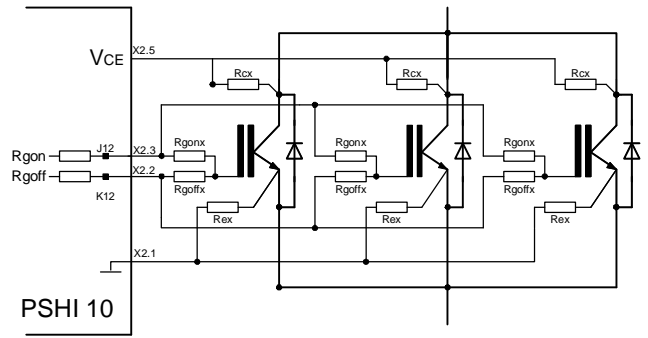 VCE
X2.5
Rcx
Rcx
Rcx
Rgon
J12
X2.3
Rgonx
Rgonx
Rgonx
Rgoff
K12
X2.2
Rgoffx
Rgoffx
Rgoffx
Rex
Rex
Rex
X2.1
PSHI 10